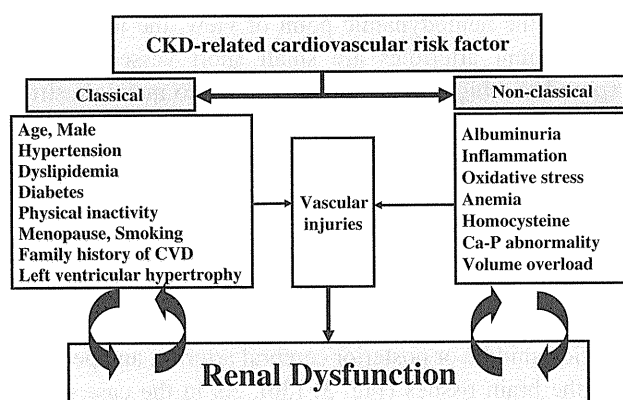 CKD-related cardiovascular risk factor
Classical
Non-classical
Age, Male
Hypertension
Dyslipidemia
Diabetes
Physical inactivity
Menopause, Smoking
Family history of CVD
Left ventricular hypertrophy
Vascular
injuries
Albuminuria
Inflammation
Oxidative stress
Anemia
Homocysteine
Ca-P abnormality
Volume overload
Renal Dysfunction